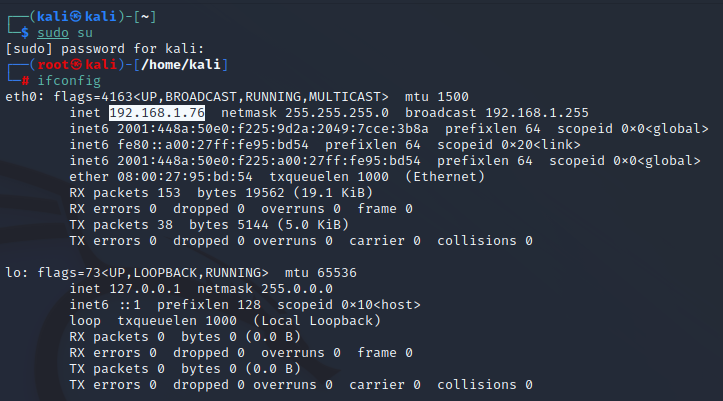 ┌──(kali㉿kali)-[~]
└─$ sudo su
[sudo] password for kali:
┌──(root㉿kali)-[/home/kali]
└─# ifconfig
eth0: flags=4163<UP,BROADCAST,RUNNING,MULTICAST>  mtu 1500
        inet 192.168.1.76  netmask 255.255.255.0  broadcast 192.168.1.255
        inet6 2001:448a:50e0:f225:9d2a:2049:7cce:3b8a  prefixlen 64  scopeid 0×0<global>
        inet6 fe80::a00:27ff:fe95:bd54  prefixlen 64  scopeid 0×20<link>
        inet6 2001:448a:50e0:f225:a00:27ff:fe95:bd54  prefixlen 64  scopeid 0×0<global>
        ether 08:00:27:95:bd:54  txqueuelen 1000  (Ethernet)
        RX packets 153  bytes 19562 (19.1 KiB)
        RX errors 0  dropped 0  overruns 0  frame 0
        TX packets 38  bytes 5144 (5.0 KiB)
        TX errors 0  dropped 0 overruns 0  carrier 0  collisions 0

lo: flags=73<UP,LOOPBACK,RUNNING>  mtu 65536
        inet 127.0.0.1  netmask 255.0.0.0
        inet6 ::1  prefixlen 128  scopeid 0×10<host>
        loop  txqueuelen 1000  (Local Loopback)
        RX packets 0  bytes 0 (0.0 B)
        RX errors 0  dropped 0  overruns 0  frame 0
        TX packets 0  bytes 0 (0.0 B)
        TX errors 0  dropped 0 overruns 0  carrier 0  collisions 0